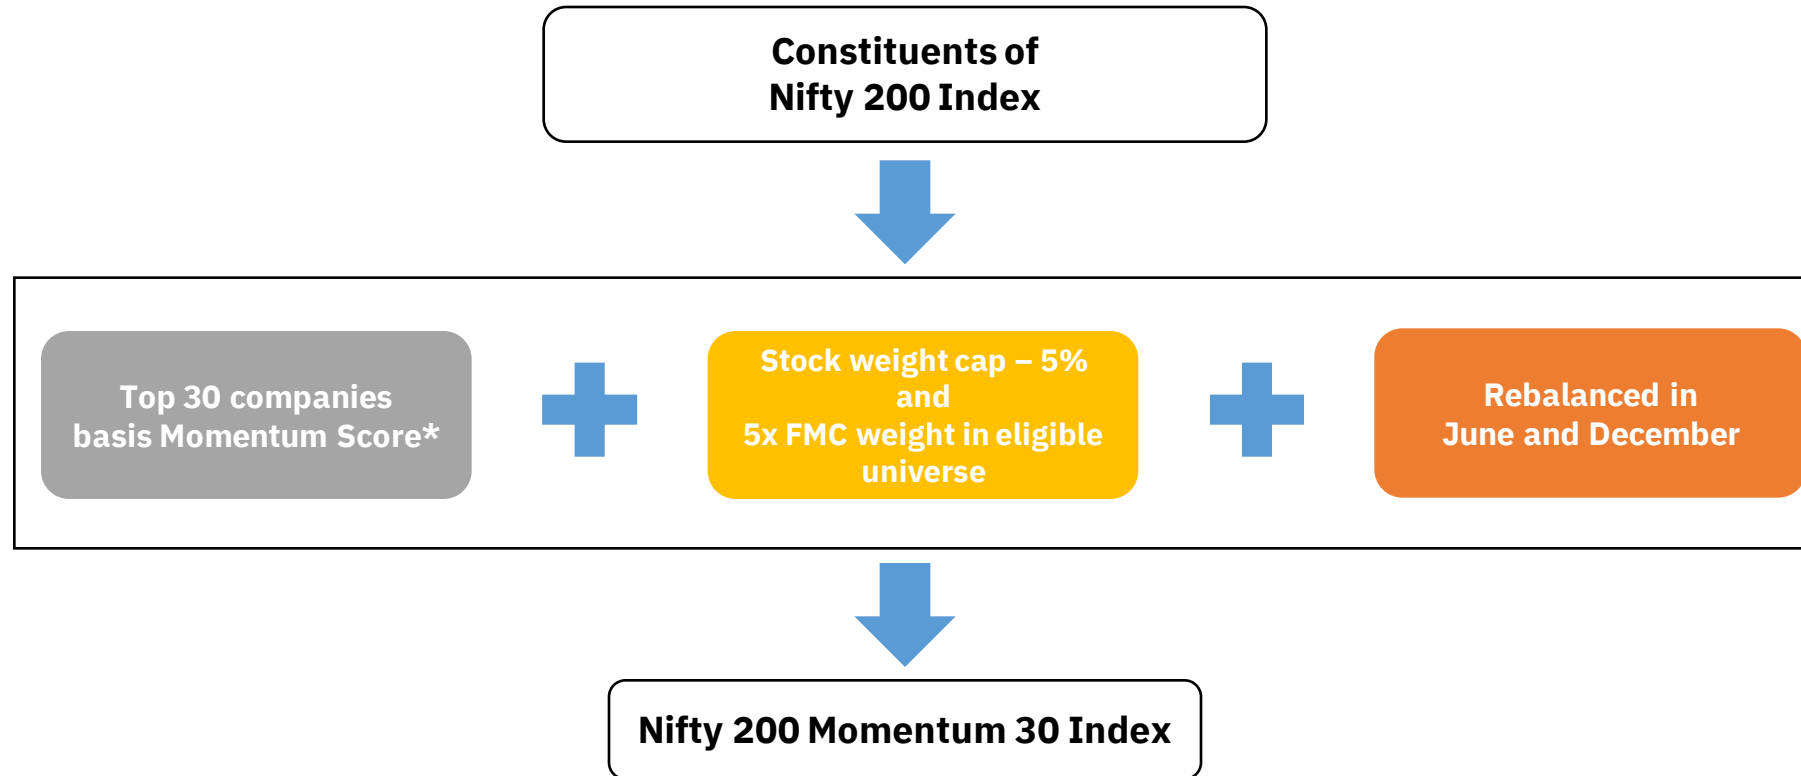 Constituents of
Nifty 200 Index
Top 30 companies
basis Momentum Score*
Stock weight cap – 5%
and
5x FMC weight in eligible
universe
Rebalanced in
June and December
Nifty 200 Momentum 30 Index